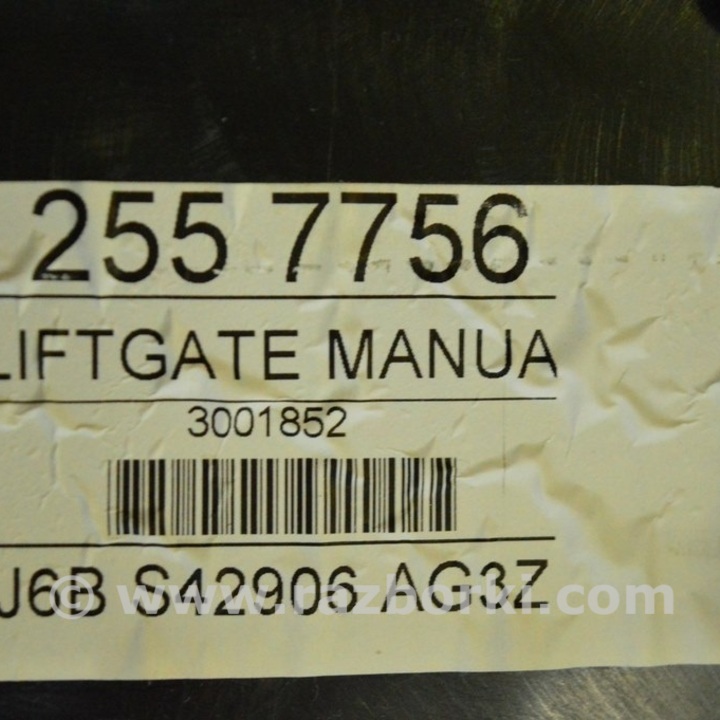 255 7756
LIFTGATE MANUA
3001852
J6B S42906 AG3Z
© www.razborki.com